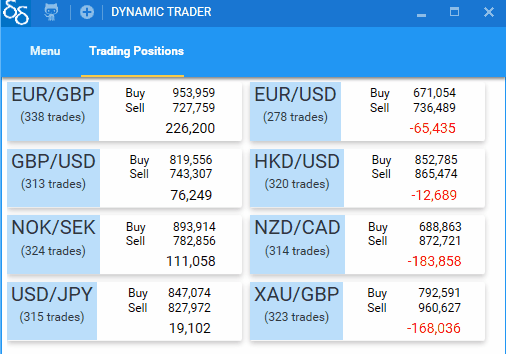 DYNAMIC TRADER
Menu Trading Positions
EUR/GBP
(338 trades)
Buy 953,959
Sell 727,759
226,200
EUR/USD
(278 trades)
Buy 671,054
Sell 736,489
-65,435
GBP/USD
(313 trades)
Buy 819,556
Sell 743,307
76,249
HKD/USD
(320 trades)
Buy 852,785
Sell 865,474
-12,689
NOK/SEK
(324 trades)
Buy 893,914
Sell 782,856
111,058
NZD/CAD
(314 trades)
Buy 688,863
Sell 872,721
-183,858
USD/JPY
(315 trades)
Buy 847,074
Sell 827,972
19,102
XAU/GBP
(323 trades)
Buy 792,591
Sell 960,627
-168,036